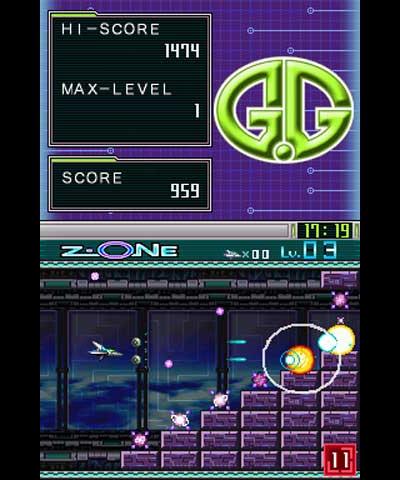 HI-SCORE
1474
MAX-LEVEL
1
G.G
SCORE
959
17:19
Z-ONE
×00 Lv.03
11